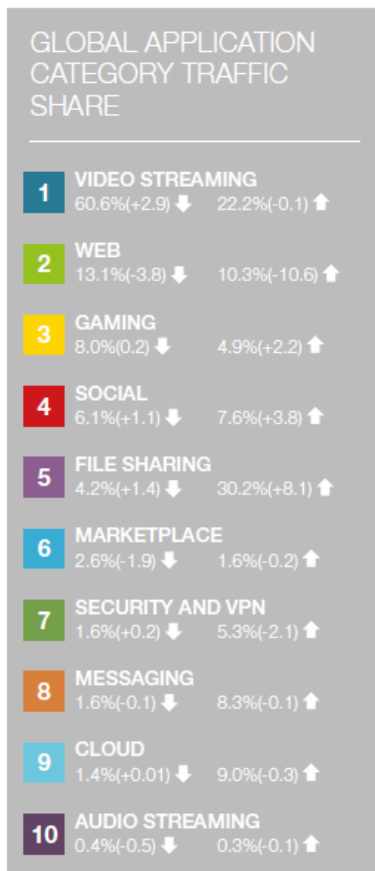 GLOBAL APPLICATION
CATEGORY TRAFFIC
SHARE
1 VIDEO STREAMING
60.6%(+2.9) 22.2%(-0.1)
2 WEB
13.1%(-3.8) 10.3%(-10.6)
3 GAMING
8.0%(0.2) 4.9%(+2.2)
4 SOCIAL
6.1%(+1.1) 7.6%(+3.8)
5 FILE SHARING
4.2%(+1.4) 30.2%(+8.1)
6 MARKETPLACE
2.6%(-1.9) 1.6%(-0.2)
7 SECURITY AND VPN
1.6%(+0.2) 5.3%(-2.1)
8 MESSAGING
1.6%(-0.1) 8.3%(-0.1)
9 CLOUD
1.4%(+0.01) 9.0%(-0.3)
10 AUDIO STREAMING
0.4%(-0.5) 0.3%(-0.1)